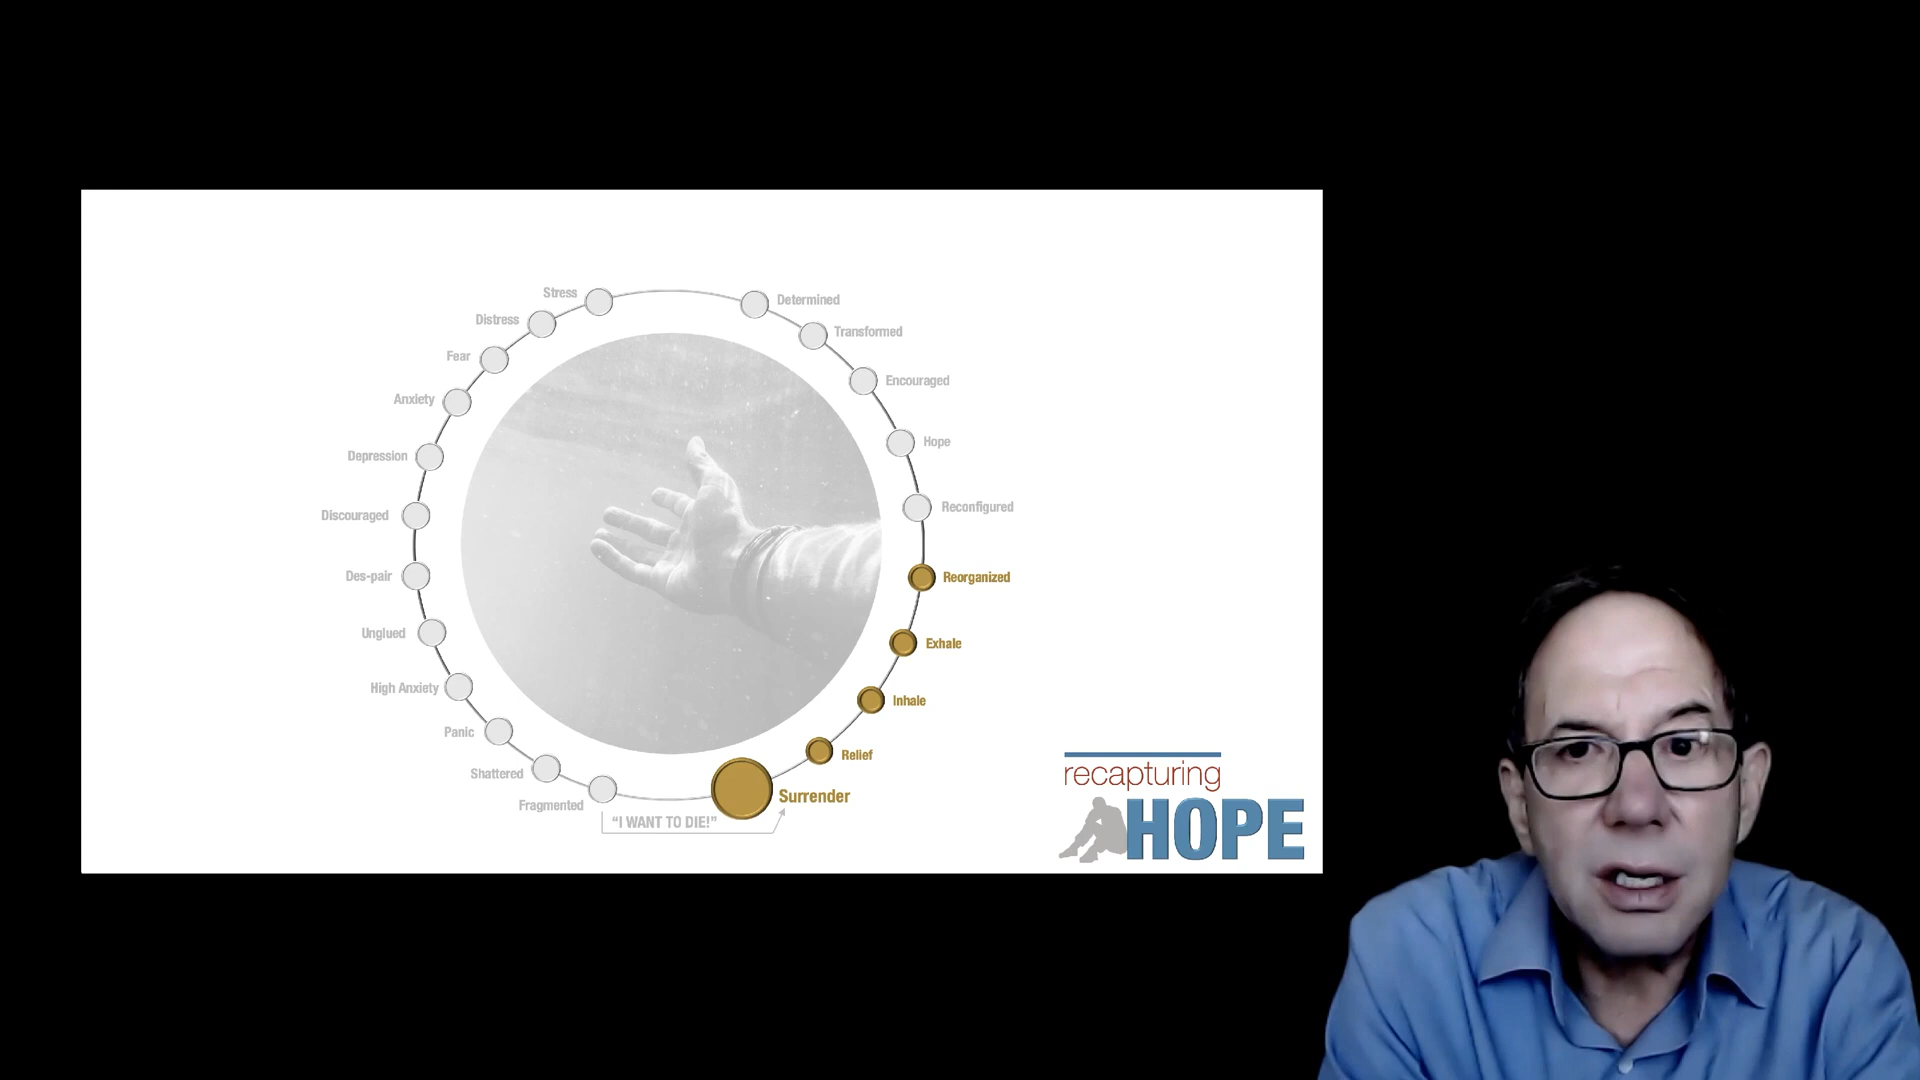 Stress
Distress
Fear
Anxiety
Depression
Discouraged
Des-pair
Unglued
High Anxiety
Panic
Shattered
Fragmented
"I WANT TO DIE!"
Surrender
Relief
Inhale
Exhale
Reorganized
Reconfigured
Hope
Encouraged
Transformed
Determined
recapturing
HOPE